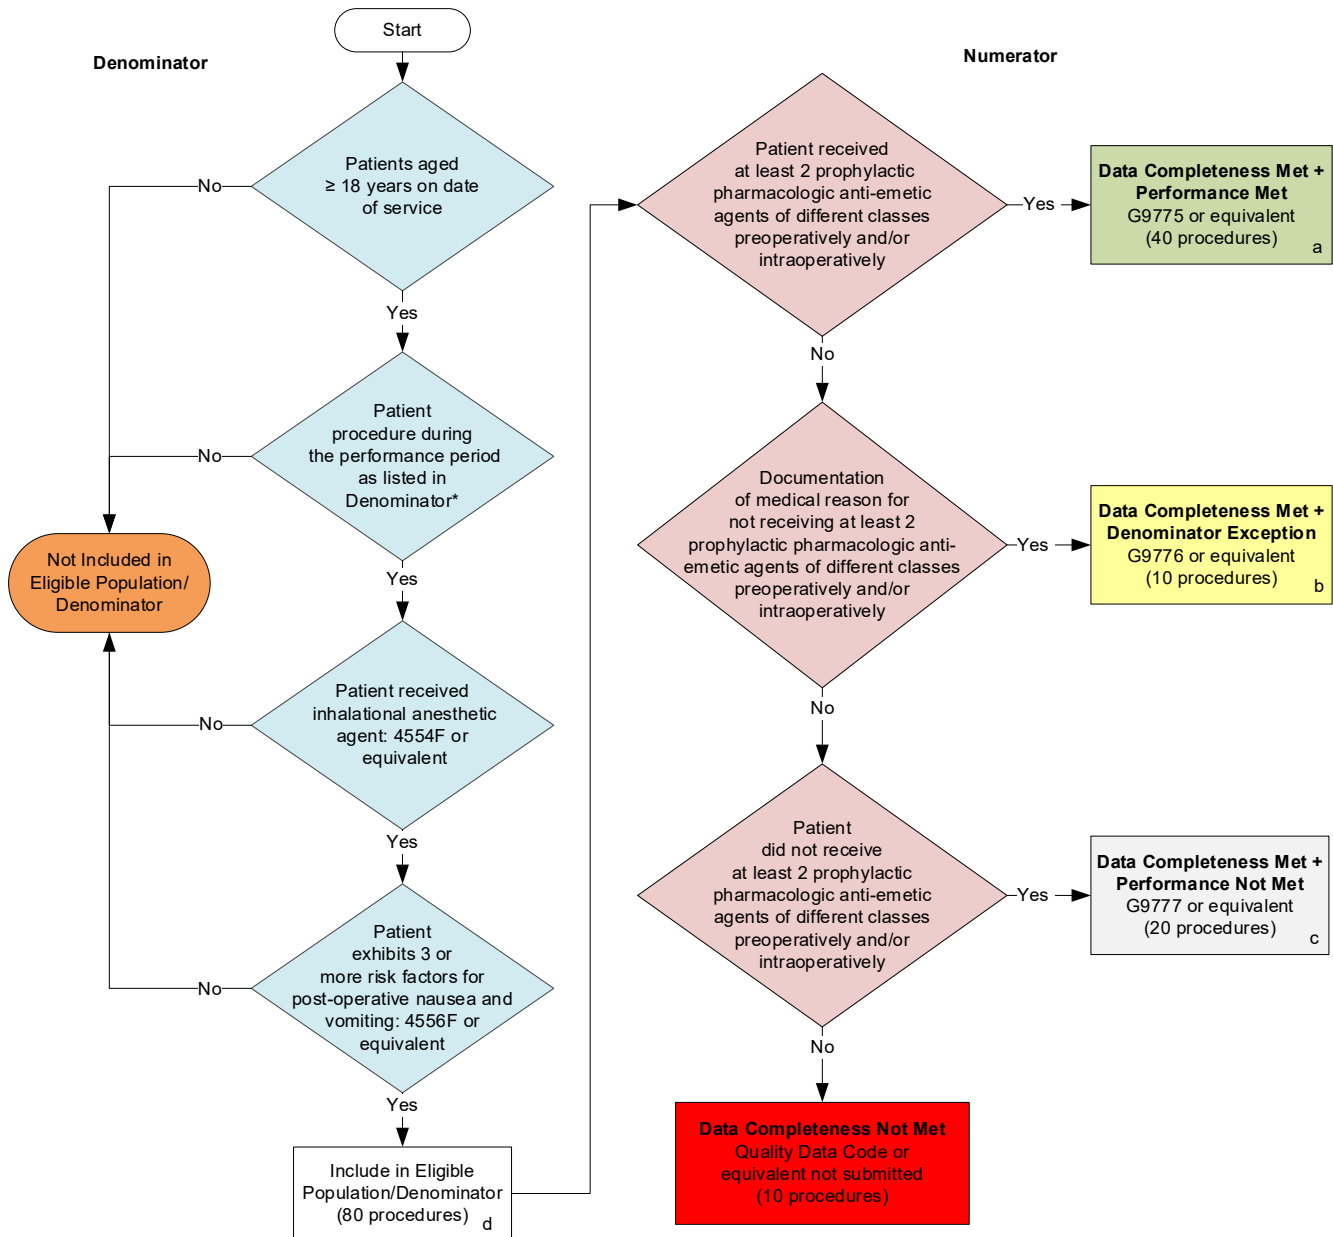 Start
Denominator
Patients aged
≥ 18 years on date
of service
No
Yes
Patient
procedure during
the performance period
as listed in
Denominator*
No
Yes
Not Included in
Eligible Population/
Denominator
Patient received
inhalational anesthetic
agent: 4554F or
equivalent
No
Yes
Patient
exhibits 3 or
more risk factors for
post-operative nausea and
vomiting: 4556F or
equivalent
No
Yes
Include in Eligible
Population/Denominator
(80 procedures)
d
Numerator
Patient received
at least 2 prophylactic
pharmacologic anti-emetic
agents of different classes
preoperatively and/or
intraoperatively
Yes
Data Completeness Met +
Performance Met
G9775 or equivalent
(40 procedures)
a
No
Documentation
of medical reason for
not receiving at least 2
prophylactic pharmacologic anti-
emetic agents of different classes
preoperatively and/or
intraoperatively
Yes
Data Completeness Met +
Denominator Exception
G9776 or equivalent
(10 procedures)
b
No
Patient
did not receive
at least 2 prophylactic
pharmacologic anti-emetic
agents of different classes
preoperatively and/or
intraoperatively
Yes
Data Completeness Met +
Performance Not Met
G9777 or equivalent
(20 procedures)
c
No
Data Completeness Not Met
Quality Data Code or
equivalent not submitted
(10 procedures)